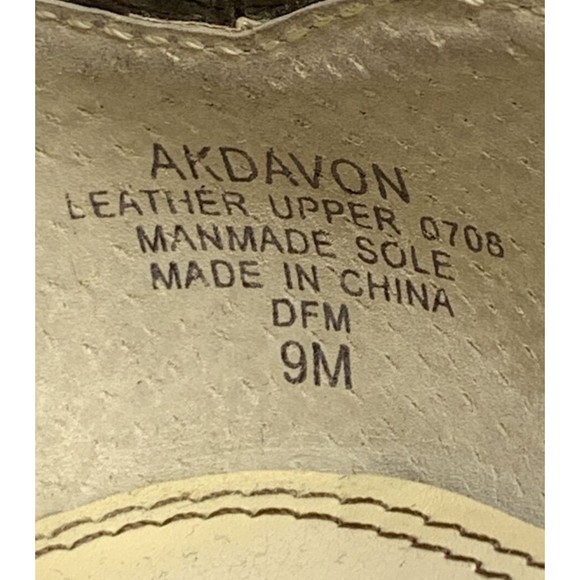 AKDAVON
LEATHER UPPER 0708
MANMADE SOLE
MADE IN CHINA
DFM
9M